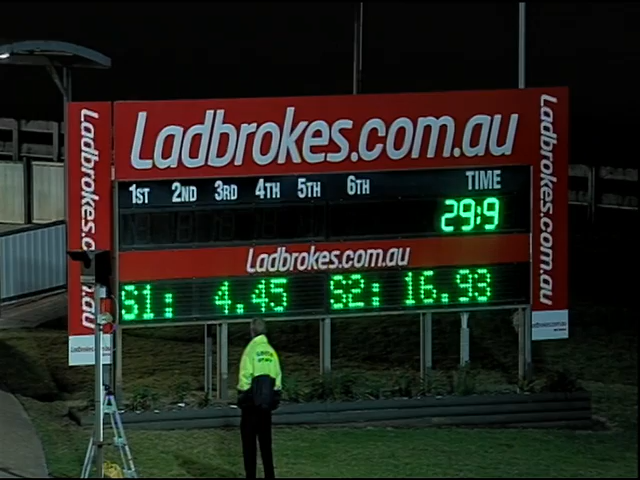 Ladbrokes.com.au
1ST 2ND 3RD 4TH 5TH 6TH TIME
29:9
Ladbrokes.com.au
S1: 4.45 S2: 16.93
Ladbrokes.c au
Ladbrokes.com.au